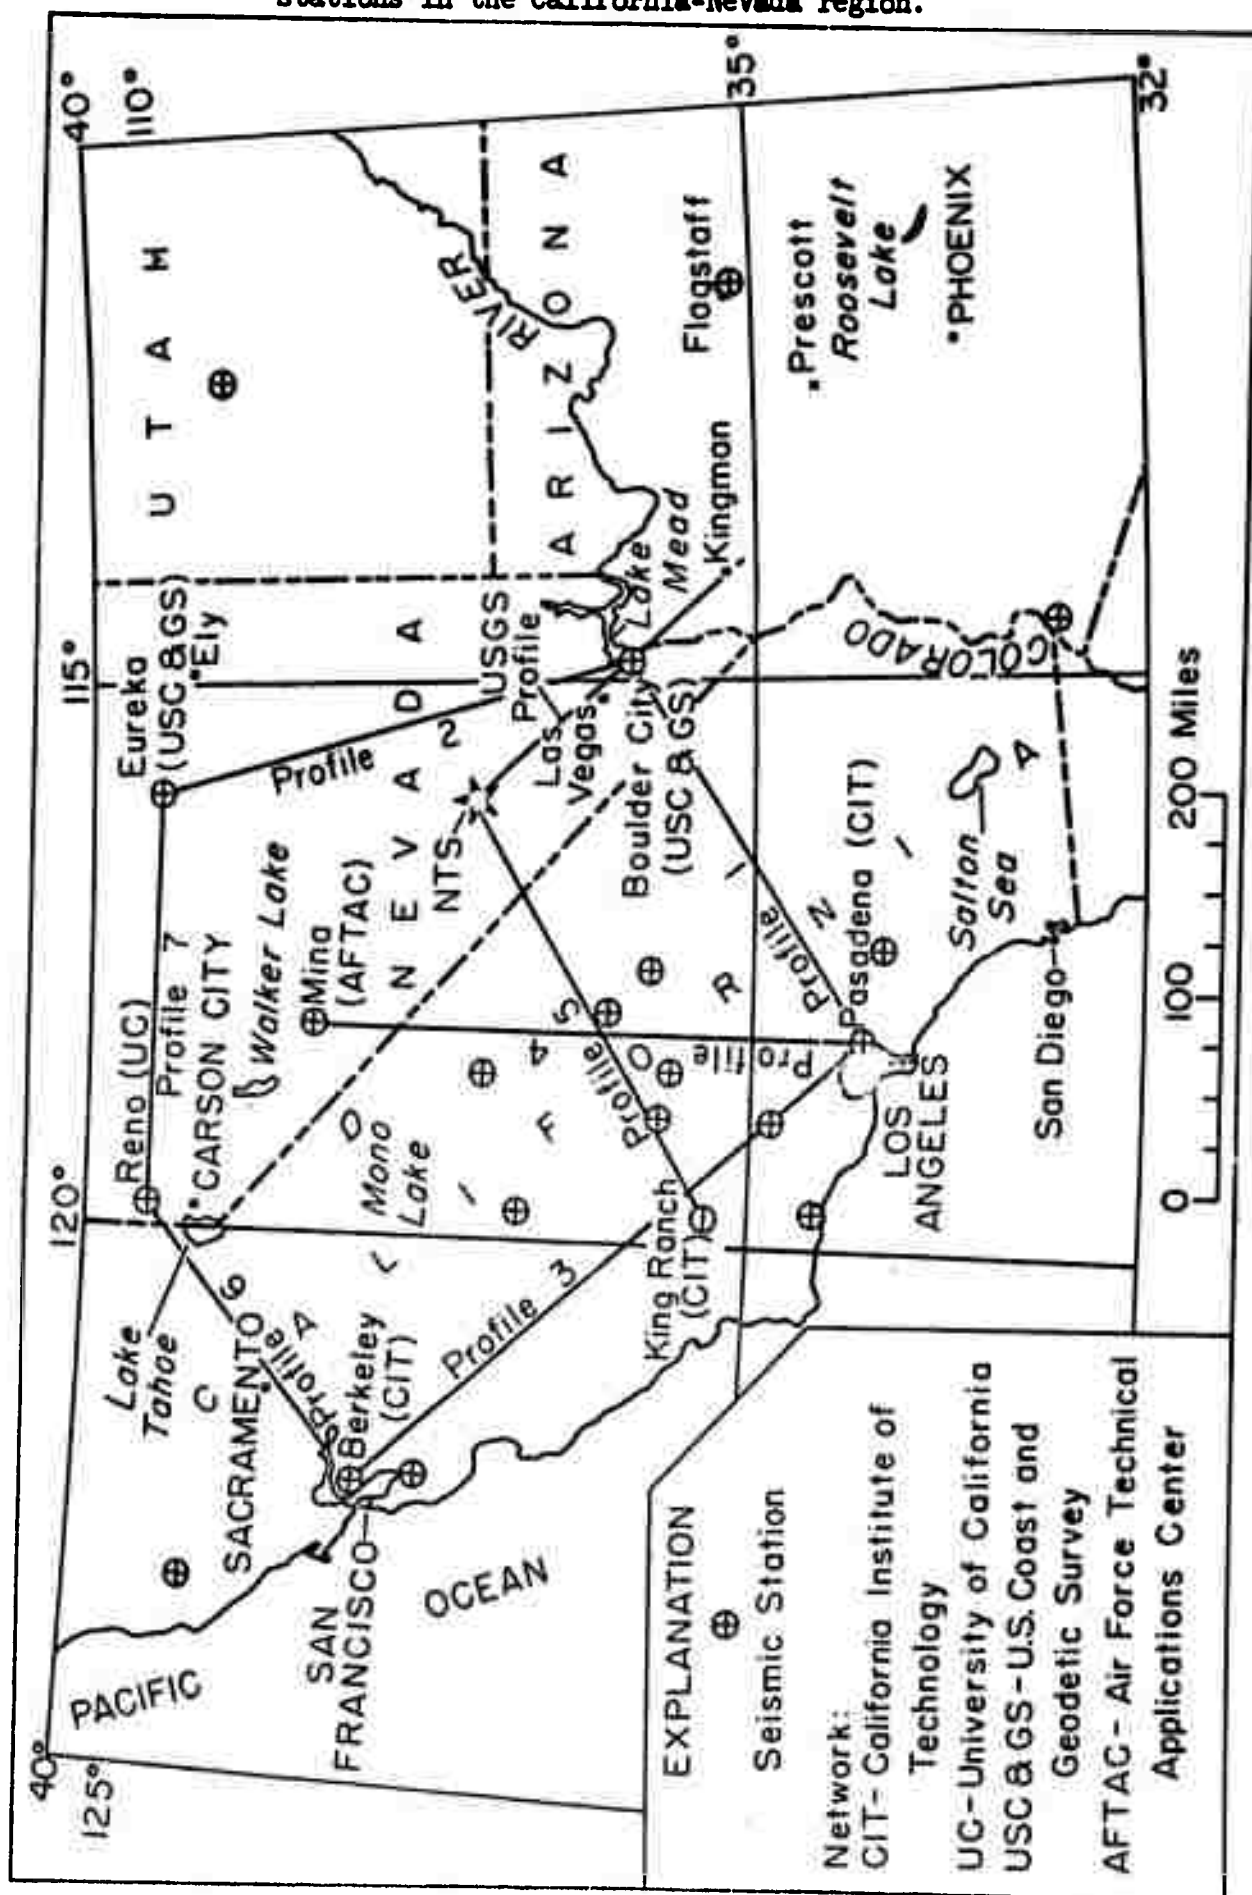 stations in the California-Nevada region.
40°
125°
120°
115°
40°
110°
35°
32°
PACIFIC
OCEAN
Lake
Tahoe
Reno (UC)
Profile 7
Eureka
(USC & GS)
Ely
UTAH
CARSON CITY
Walker Lake
Profile 2
SACRAMENTO
Profile 6
Mina
(AFTAC)
NEVADA
SAN
FRANCISCO
Berkeley
(CIT)
Mono
Lake
NTS
USGS
Profile
RIVER
ARIZONA
CALIFORNIA
Profile 3
Profile 5
Profile 4
Las
Vegas
Lake
Mead
Boulder City
(USC & GS)
Kingman
Flagstaff
King Ranch
(CIT)
Profile 1
Pasadena (CIT)
LOS
ANGELES
Prescott
Roosevelt
Lake
PHOENIX
COLORADO
Salton
Sea
San Diego
EXPLANATION
Seismic Station
Network:
CIT-California Institute of
Technology
UC-University of California
USC & GS-U.S. Coast and
Geodetic Survey
AFTAC-Air Force Technical
Applications Center
0 100 200 Miles